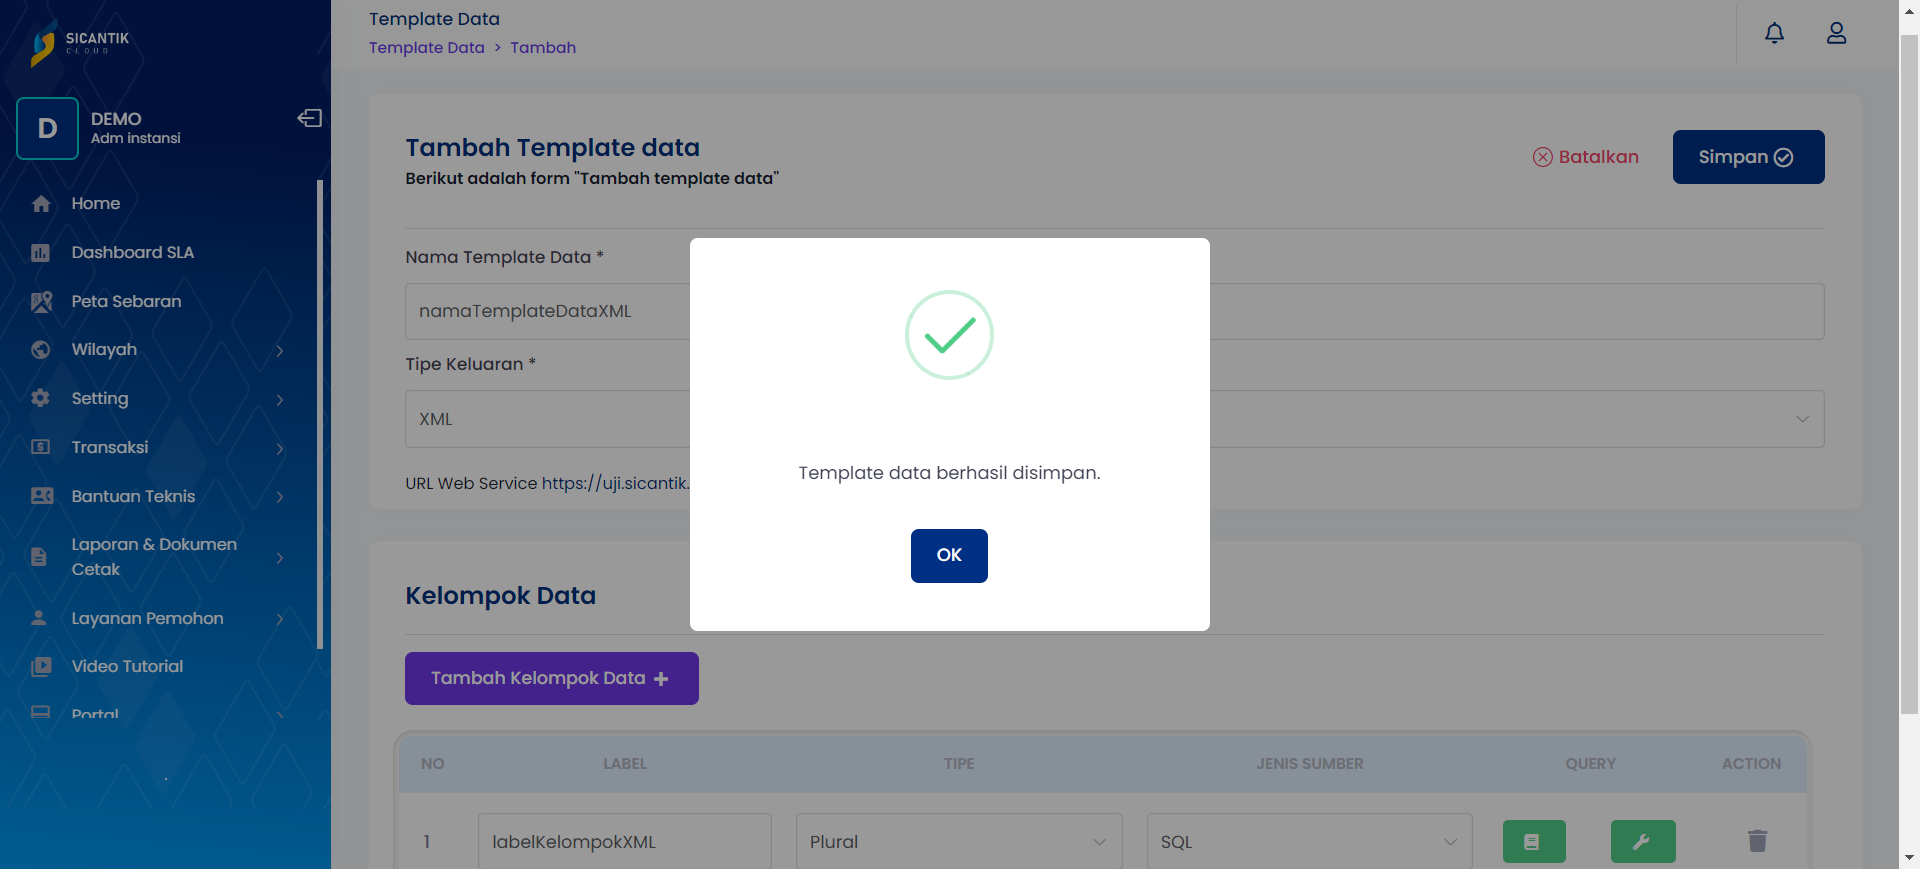 SICANTIK
CLOUD
D
DEMO
Adm instansi
Home
Dashboard SLA
Peta Sebaran
Wilayah
Setting
Transaksi
Bantuan Teknis
Laporan & Dokumen
Cetak
Layanan Pemohon
Video Tutorial
Portal
Template Data
Template Data > Tambah
Tambah Template data
Berikut adalah form "Tambah template data"
Batalkan
Simpan
Nama Template Data *
namaTemplateDataXML
Tipe Keluaran *
XML
URL Web Service https://uji.sicantik.
Template data berhasil disimpan.
OK
Kelompok Data
Tambah Kelompok Data +
NO LABEL TIPE JENIS SUMBER QUERY ACTION
1 labelKelompokXML Plural SQL